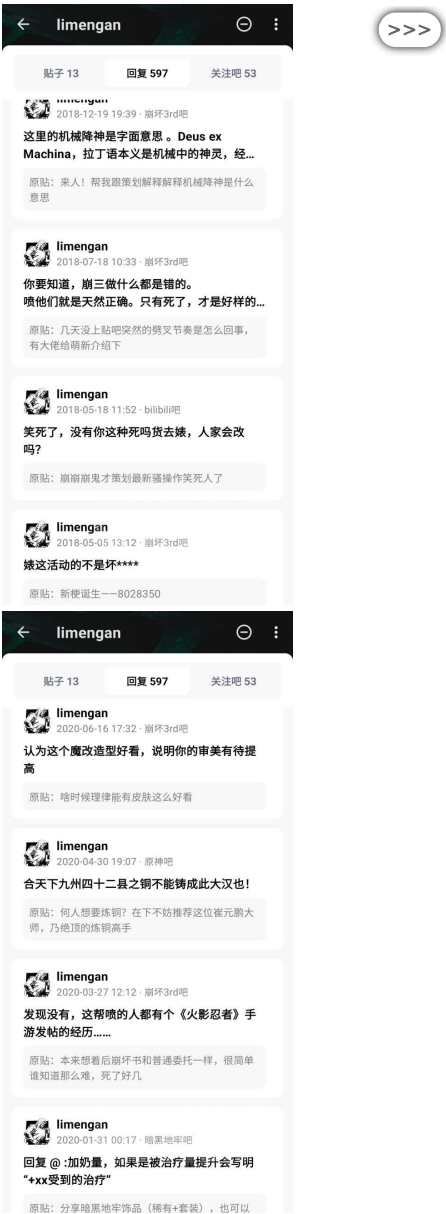 limengan
>>>
贴子 13
回复 597
关注吧 53
limengan
2018-12-19 19:39 · 崩坏3rd吧
这里的机械降神是字面意思 。Deus ex
Machina，拉丁语本义是机械中的神灵，经...
原贴：来人！帮我跟策划解释解释机械降神是什么
意思
limengan
2018-07-18 10:33 · 崩坏3rd吧
你要知道，崩三做什么都是错的。
喷他们就是天然正确。只有死了，才是好样的...
原贴：几天没上贴吧突然的劈叉节奏是怎么回事，
有大佬给萌新介绍下
limengan
2018-05-18 11:52 · bilibili吧
笑死了，没有你这种死吗货去婊，人家会改
吗？
原贴：崩崩崩鬼才策划最新骚操作笑死人了
limengan
2018-05-05 13:12 · 崩坏3rd吧
婊这活动的不是坏****
原贴：新梗诞生——8028350
limengan
贴子 13
回复 597
关注吧 53
limengan
2020-06-16 17:32 · 崩坏3rd吧
认为这个魔改造型好看，说明你的审美有待提
高
原贴：啥时候理律能有皮肤这么好看
limengan
2020-04-30 19:07 · 原神吧
合天下九州四十二县之铜不能铸成此大汉也！
原贴：何人想要炼铜？在下不妨推荐这位崔元鹏大
师，乃绝顶的炼铜高手
limengan
2020-03-27 12:12 · 崩坏3rd吧
发现没有，这帮喷的人都有个《火影忍者》手
游发帖的经历......
原贴：本来想着后崩坏书和普通委托一样，很简单
谁知道那么难，死了好几
limengan
2020-01-31 00:17 · 暗黑地牢吧
回复 @ :加奶量，如果是被治疗量提升会写明
“+xx受到的治疗”
原贴：分享暗黑地牢饰品（稀有+套装），也可以